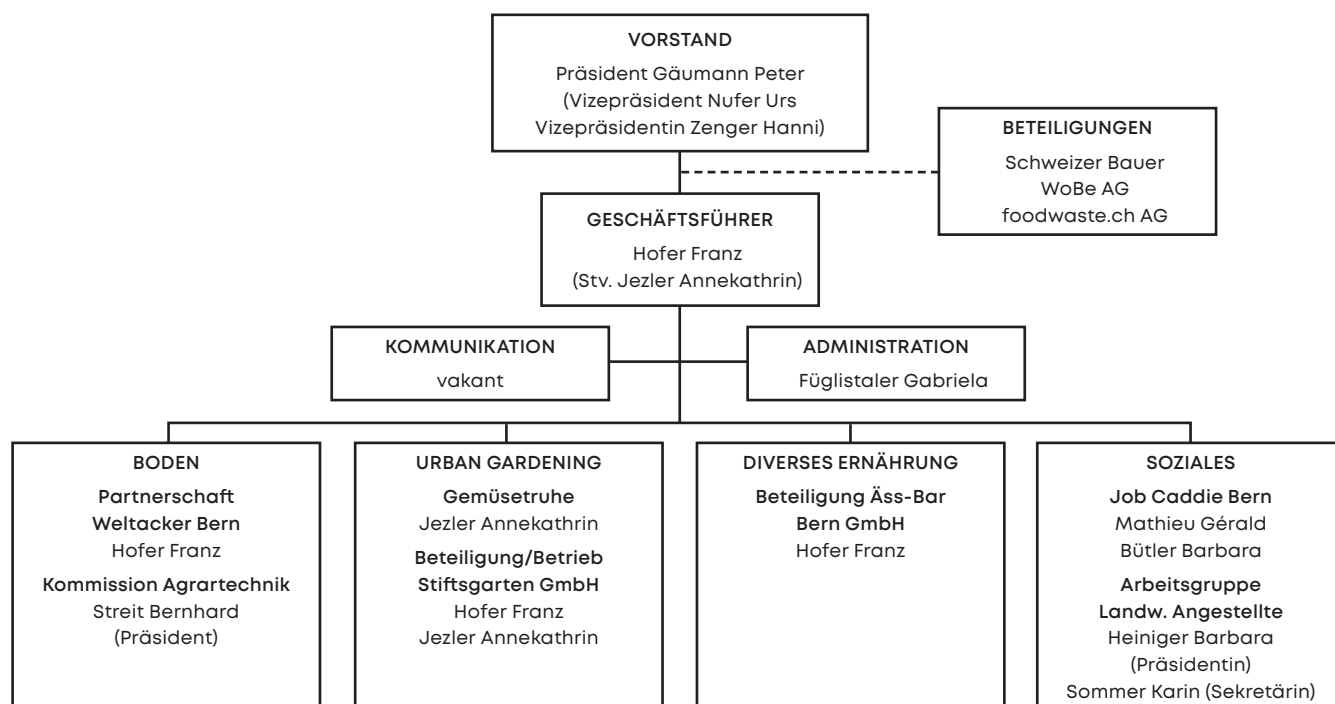 VORSTAND
Präsident Gäumann Peter
(Vizepräsident Nufer Urs
Vizepräsidentin Zenger Hanni)
BETEILIGUNGEN
Schweizer Bauer
WoBe AG
foodwaste.ch AG
GESCHÄFTSFÜHRER
Hofer Franz
(Stv. Jezler Annekathrin)
KOMMUNIKATION
vakant
ADMINISTRATION
Füglistaler Gabriela
BODEN
Partnerschaft
Weltacker Bern
Hofer Franz
Kommission Agrartechnik
Streit Bernhard
(Präsident)
URBAN GARDENING
Gemüsetruhe
Jezler Annekathrin
Beteiligung/Betrieb
Stiftsgarten GmbH
Hofer Franz
Jezler Annekathrin
DIVERSES ERNÄHRUNG
Beteiligung Äss-Bar
Bern GmbH
Hofer Franz
SOZIALES
Job Caddie Bern
Mathieu Gérald
Bütler Barbara
Arbeitsgruppe
Landw. Angestellte
Heiniger Barbara
(Präsidentin)
Sommer Karin (Sekretärin)